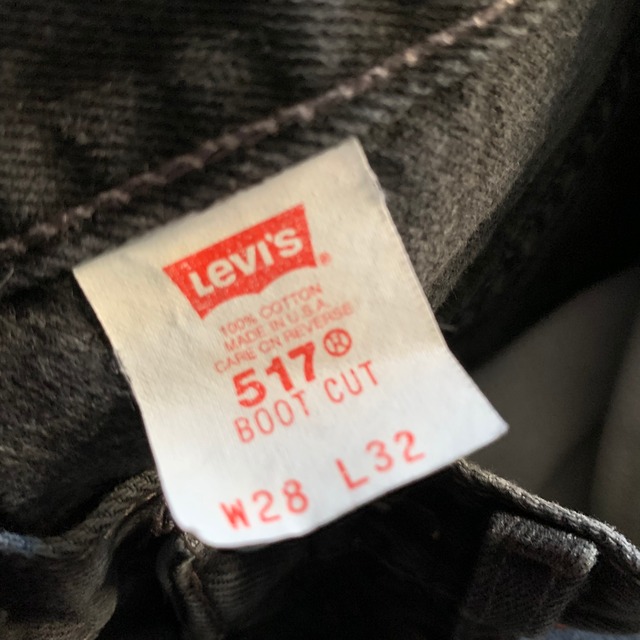 Levi's®
100% COTTON
MADE IN U.S.A.
CARE ON REVERSE
517®
BOOT CUT
W28 L32